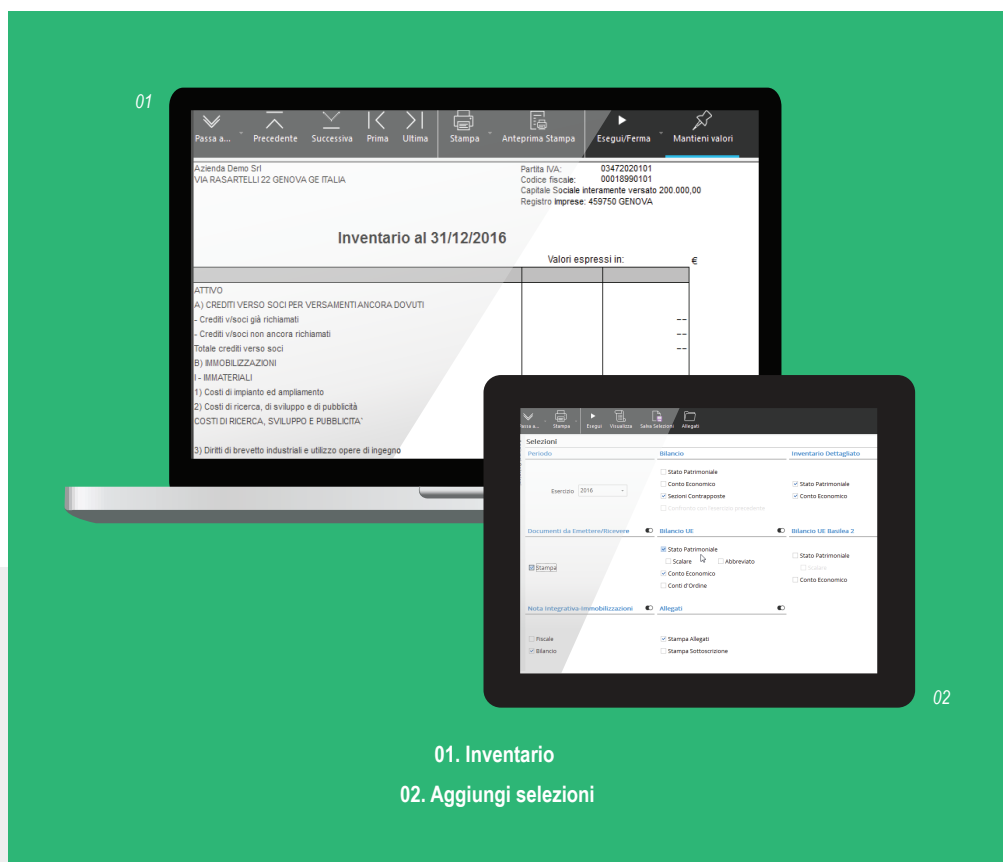 01
Passa a...
Precedente
Successiva
Prima
Ultima
Stampa
Anteprima Stampa
Esegui/Ferma
Mantieni valori
Azienda Demo Srl
VIA RASARTELLI 22 GENOVA GE ITALIA
Partita IVA: 03472020101
Codice fiscale: 00018990101
Capitale Sociale interamente versato 200.000,00
Registro imprese: 459750 GENOVA
Inventario al 31/12/2016
Valori espressi in: €
ATTIVO
A) CREDITI VERSO SOCI PER VERSAMENTI ANCORA DOVUTI
- Crediti v/soci già richiamati --
- Crediti v/soci non ancora richiamati --
Totale crediti verso soci --
B) IMMOBILIZZAZIONI
I - IMMATERIALI
1) Costi di impianto ed ampliamento
2) Costi di ricerca, di sviluppo e di pubblicità
COSTI DI RICERCA, SVILUPPO E PUBBLICITA'
3) Diritti di brevetto industriali e utilizzo opere di ingegno
Passa a...
Stampa
Esegui
Visualizza
Salva Selezioni
Allegati
Selezioni
Periodo
Esercizio 2016
Bilancio
Stato Patrimoniale
Conto Economico
Sezioni Contrapposte
Confronto con l'esercizio precedente
Inventario Dettagliato
Stato Patrimoniale
Conto Economico
Documenti da Emettere/Ricevere
Stampa
Bilancio UE
Stato Patrimoniale
Scalare
Abbreviato
Conto Economico
Conti d'Ordine
Bilancio UE Basilea 2
Stato Patrimoniale
Scalare
Conto Economico
Nota Integrativa-Immobilizzazioni
Fiscale
Bilancio
Allegati
Stampa Allegati
Stampa Sottoscrizione
02
01. Inventario
02. Aggiungi selezioni